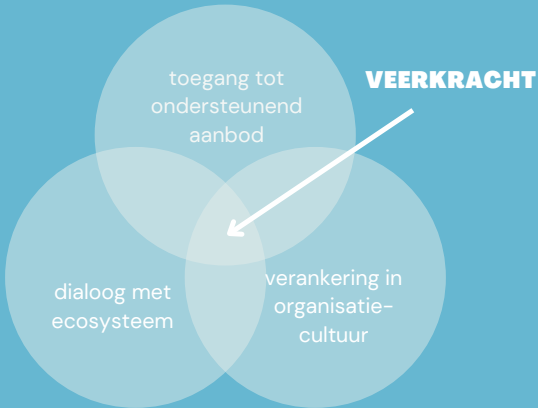 toegang tot
ondersteunend
aanbod
VEERKRACHT
dialoog met
ecosysteem
verankering in
organisatie-
cultuur